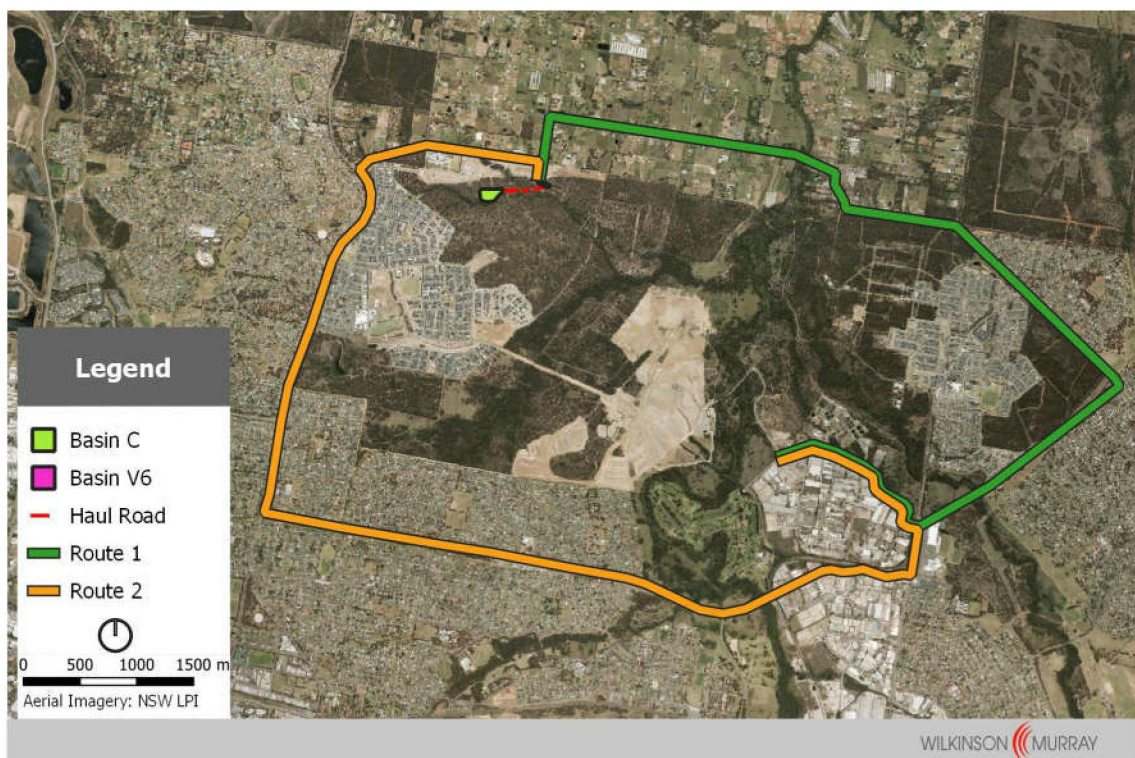 Legend
Basin C
Basin V6
Haul Road
Route 1
Route 2
0 500 1000 1500 m
Aerial Imagery: NSW LPI
WILKINSON MURRAY